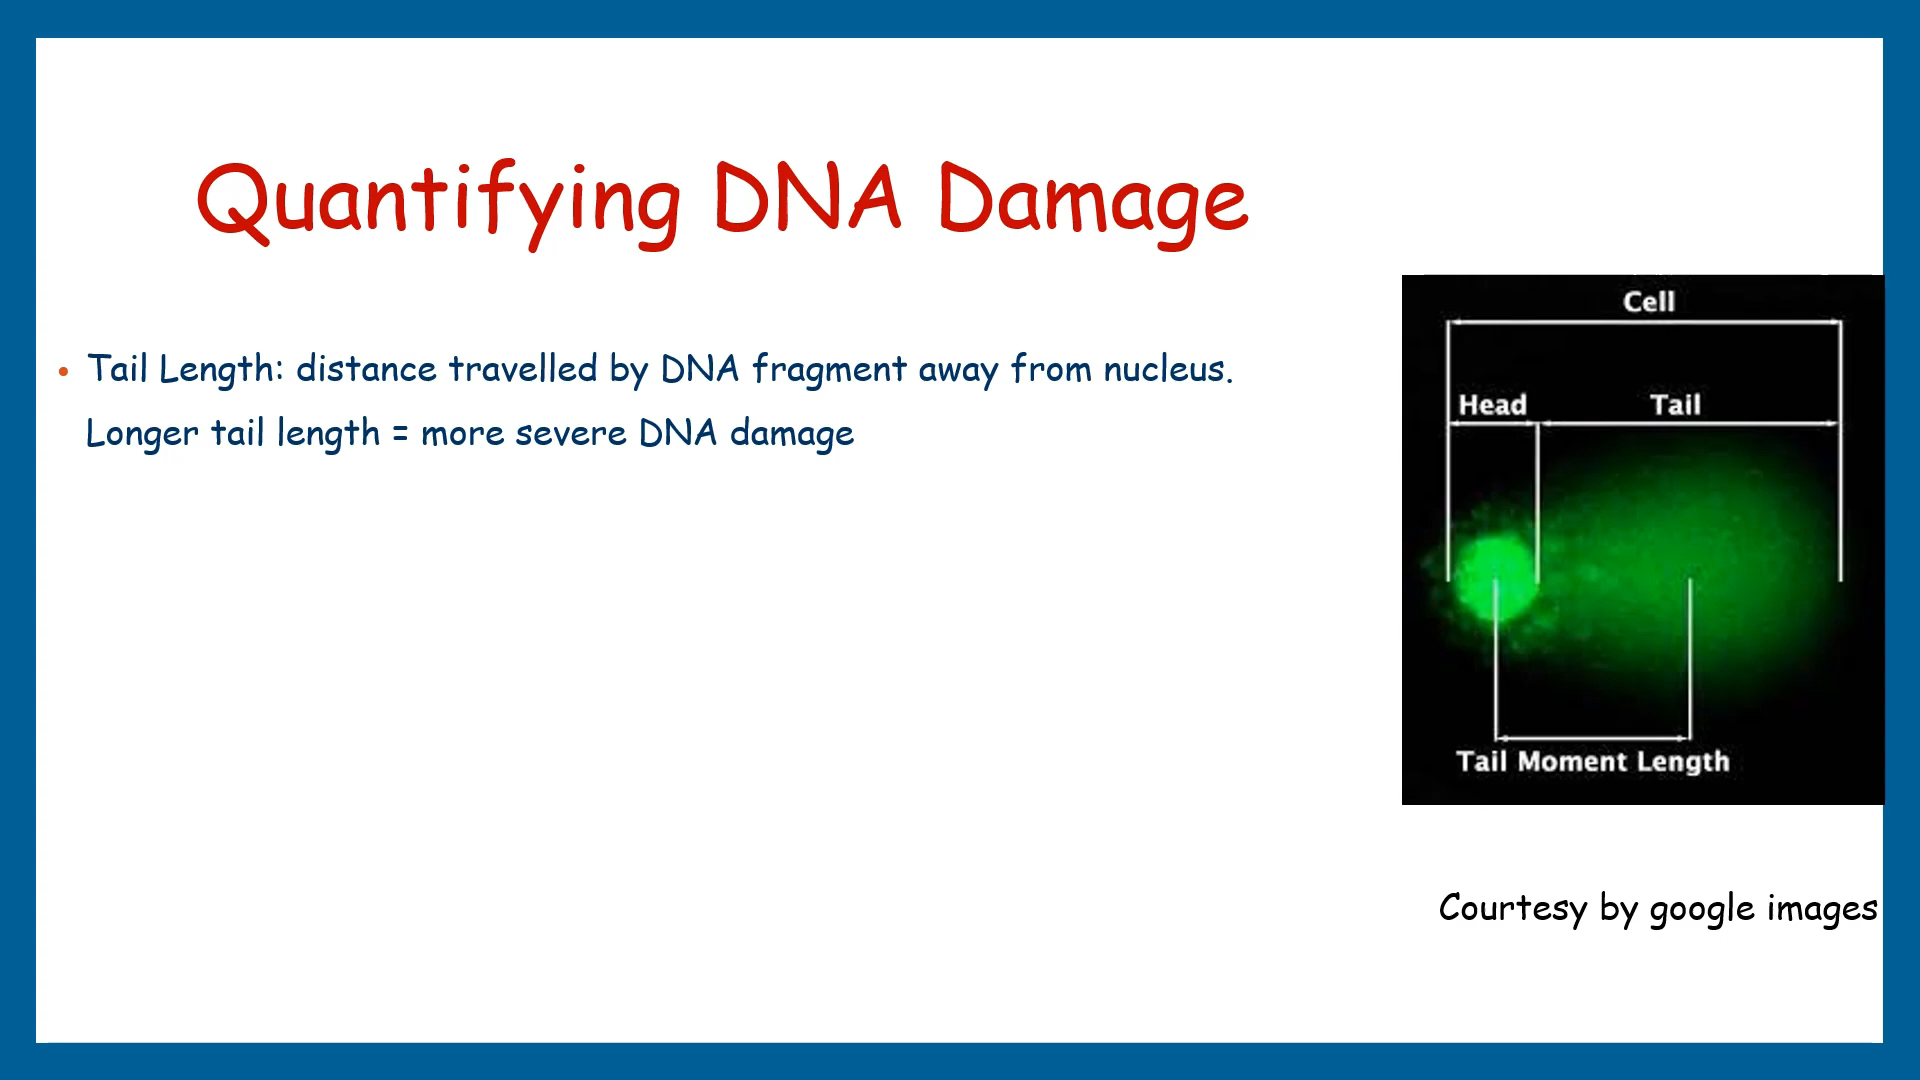 Quantifying DNA Damage
• Tail Length: distance travelled by DNA fragment away from nucleus.
Longer tail length = more severe DNA damage
Cell
Head Tail
Tail Moment Length
Courtesy by google images